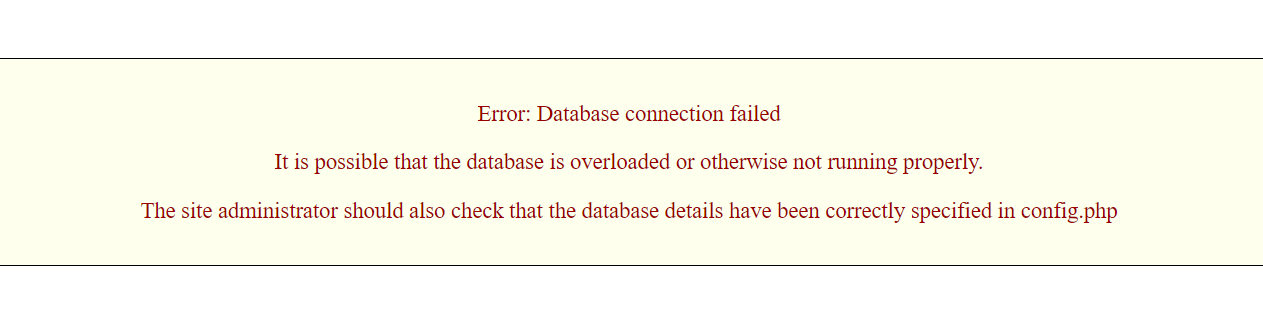 Error: Database connection failed
It is possible that the database is overloaded or otherwise not running properly.
The site administrator should also check that the database details have been correctly specified in config.php